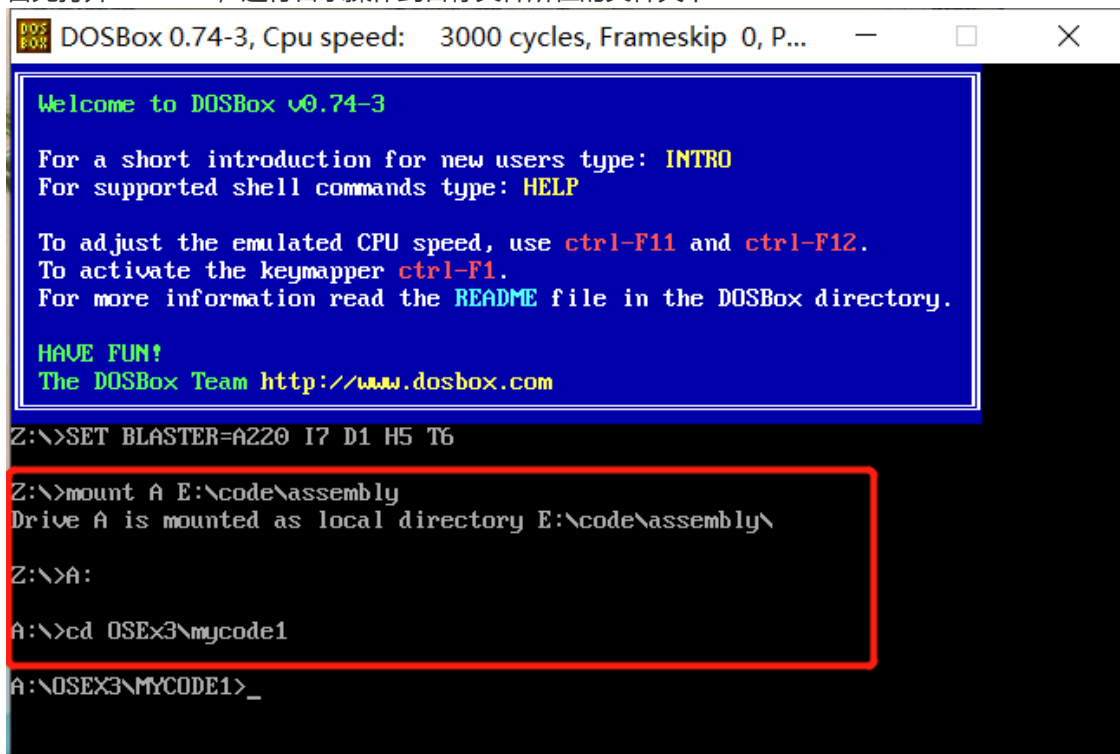 DOSBox 0.74-3, Cpu speed: 3000 cycles, Frameskip 0, P...
Welcome to DOSBox v0.74-3
For a short introduction for new users type: INTRO
For supported shell commands type: HELP
To adjust the emulated CPU speed, use ctrl-F11 and ctrl-F12.
To activate the keymapper ctrl-F1.
For more information read the README file in the DOSBox directory.
HAVE FUN!
The DOSBox Team http://www.dosbox.com
Z:\>SET BLASTER=A220 I7 D1 H5 T6
Z:\>mount A E:\code\assembly
Drive A is mounted as local directory E:\code\assembly\
Z:\>A:
A:\>cd OSEx3\mycode1
A:\OSEX3\MYCODE1>_